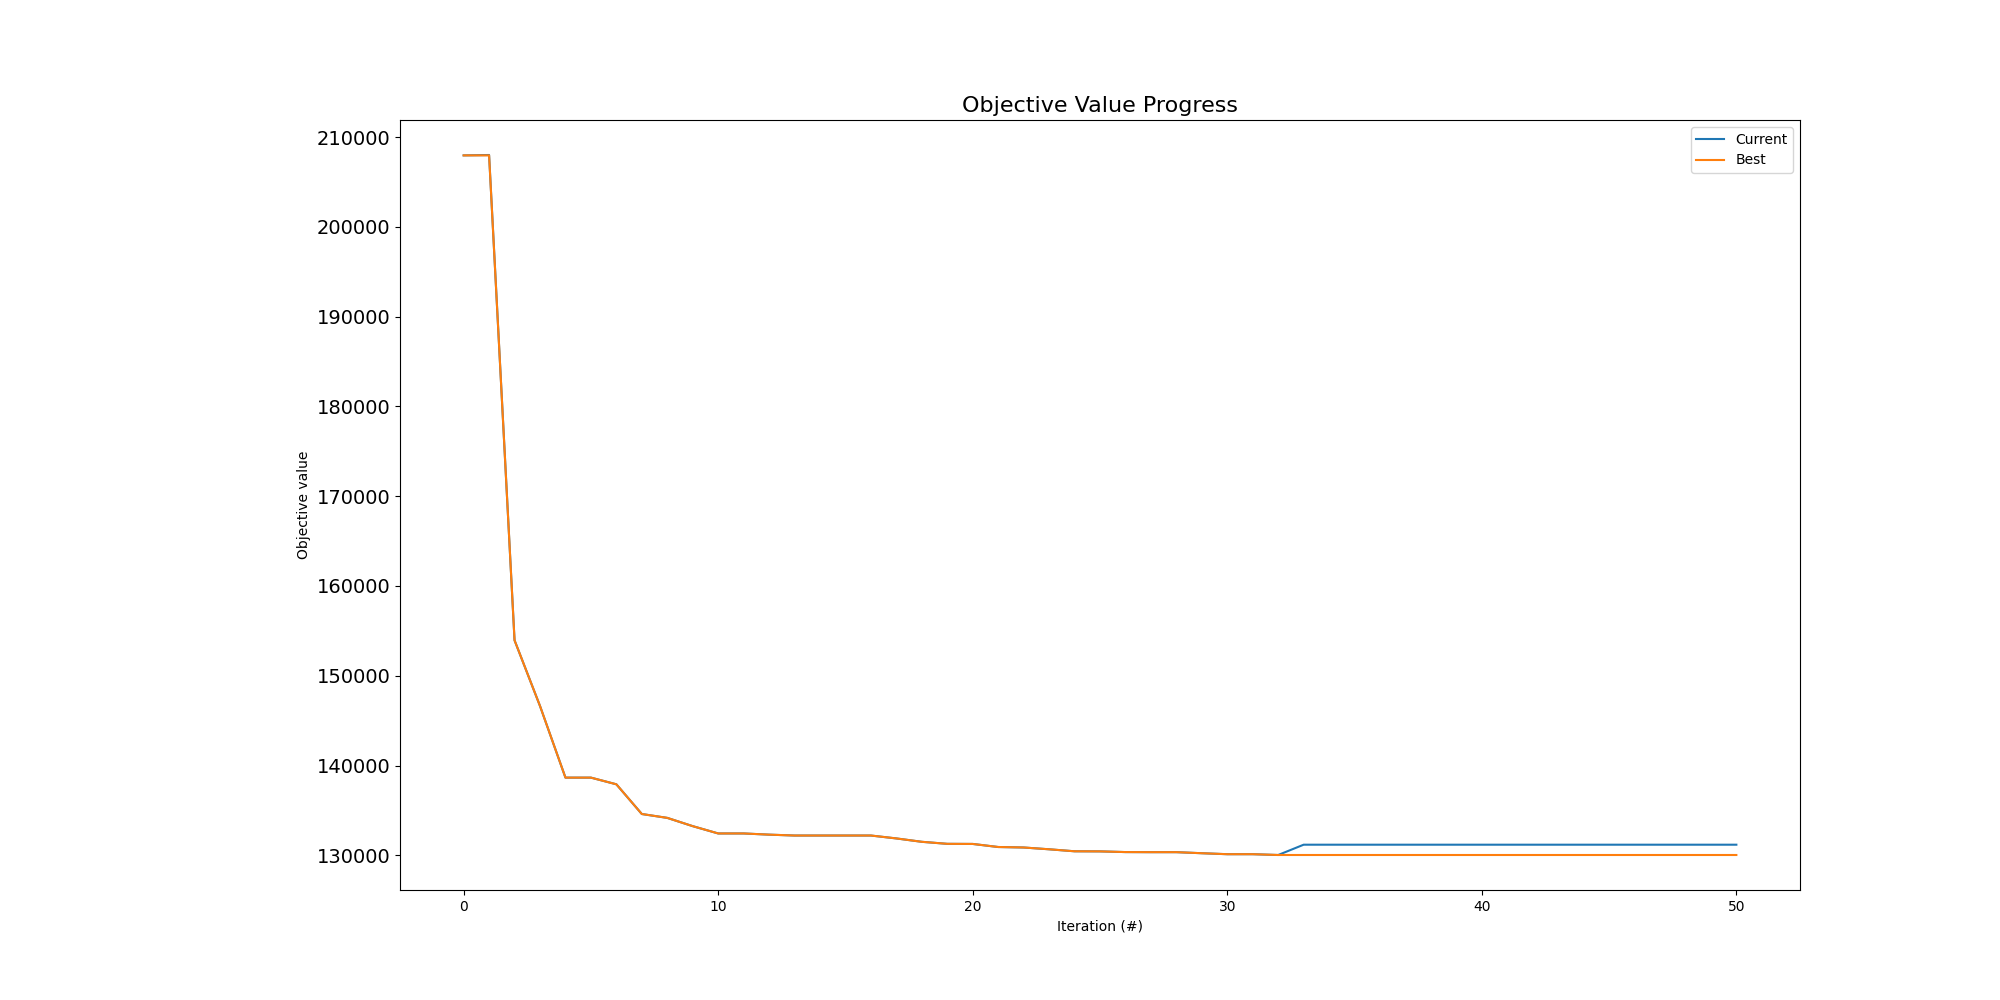 Objective Value Progress
Current
Best
210000
200000
190000
180000
170000
160000
150000
140000
130000
Objective value
0 10 20 30 40 50
Iteration (#)